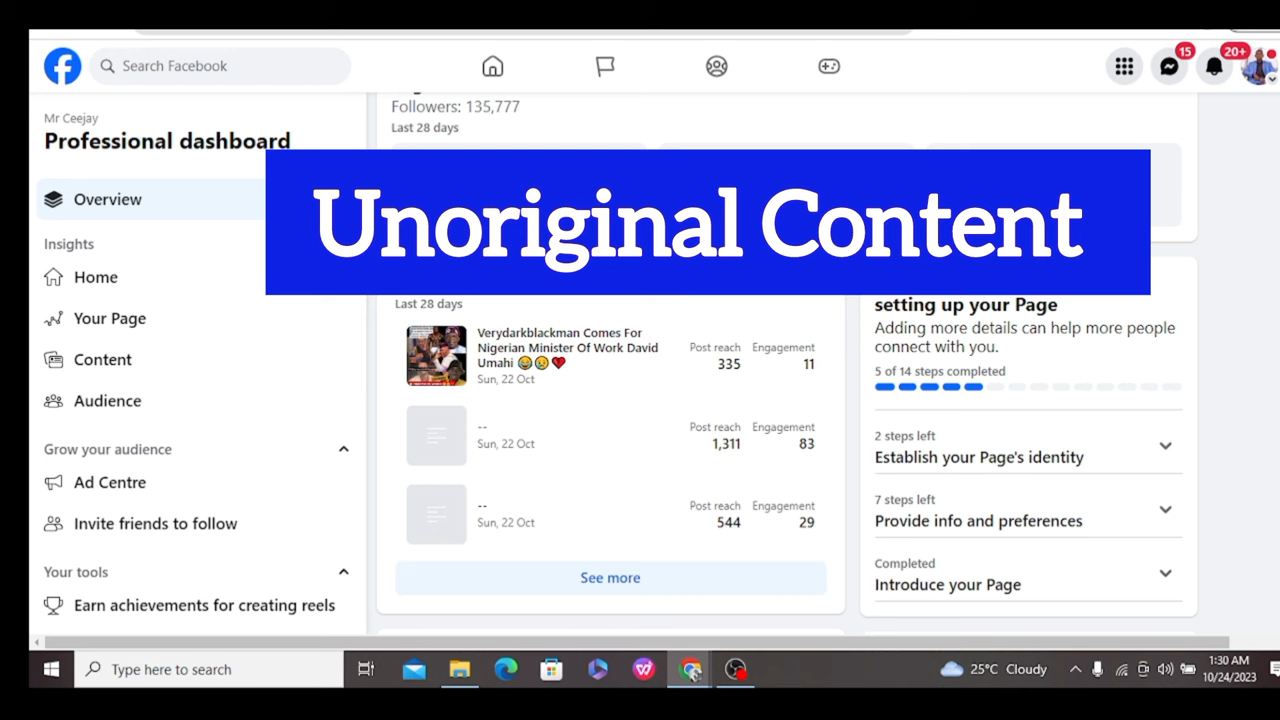 Search Facebook
15
20+
Mr Ceejay
Professional dashboard
Overview
Insights
Home
Your Page
Content
Audience
Grow your audience
Ad Centre
Invite friends to follow
Your tools
Earn achievements for creating reels
Followers: 135,777
Last 28 days
Unoriginal Content
Last 28 days
Verydarkblackman Comes For
Nigerian Minister Of Work David
Umahi 😂😢❤️
Sun, 22 Oct
Post reach Engagement
335 11
--
Sun, 22 Oct
Post reach Engagement
1,311 83
--
Sun, 22 Oct
Post reach Engagement
544 29
See more
setting up your Page
Adding more details can help more people
connect with you.
5 of 14 steps completed
2 steps left
Establish your Page's identity
7 steps left
Provide info and preferences
Completed
Introduce your Page
Type here to search
25°C Cloudy
1:30 AM
10/24/2023